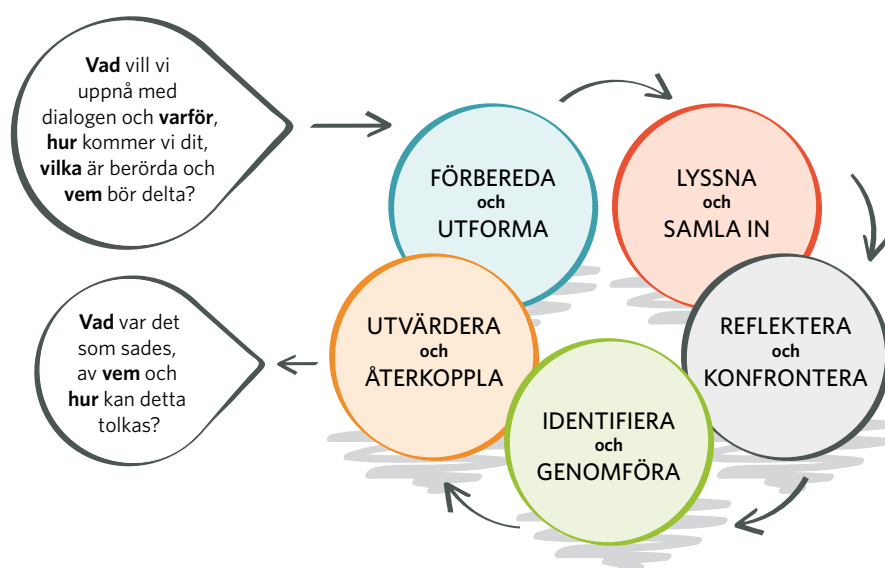 Vad vill vi
uppnå med
dialogen och varför,
hur kommer vi dit,
vilka är berörda och
vem bör delta?
FÖRBEREDA
och
UTFORMA
LYSSNA
och
SAMLA IN
REFLEKTERA
och
KONFRONTERA
IDENTIFIERA
och
GENOMFÖRA
UTVÄRDERA
och
ÅTERKOPPLA
Vad var det
som sades,
av vem och
hur kan detta
tolkas?